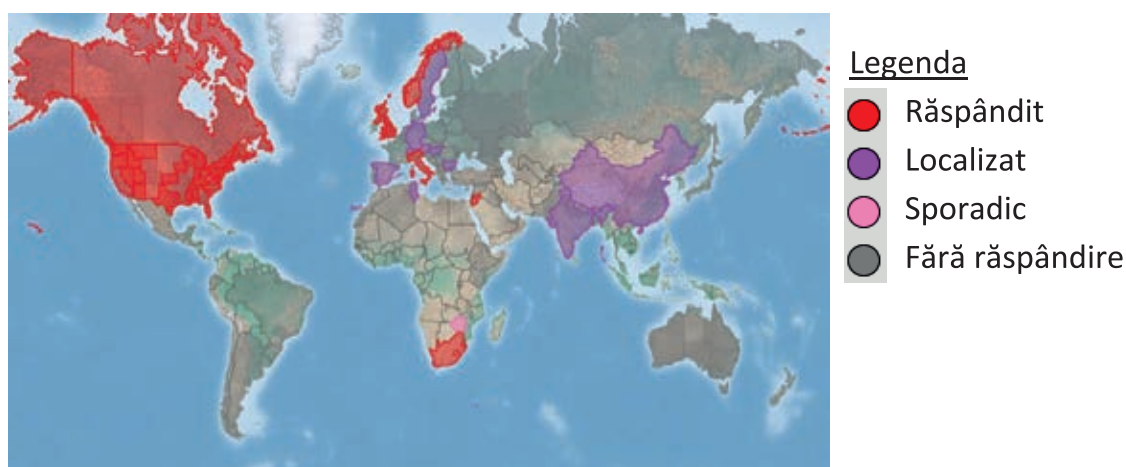 Legenda
Răspândit
Localizat
Sporadic
Fără răspândire